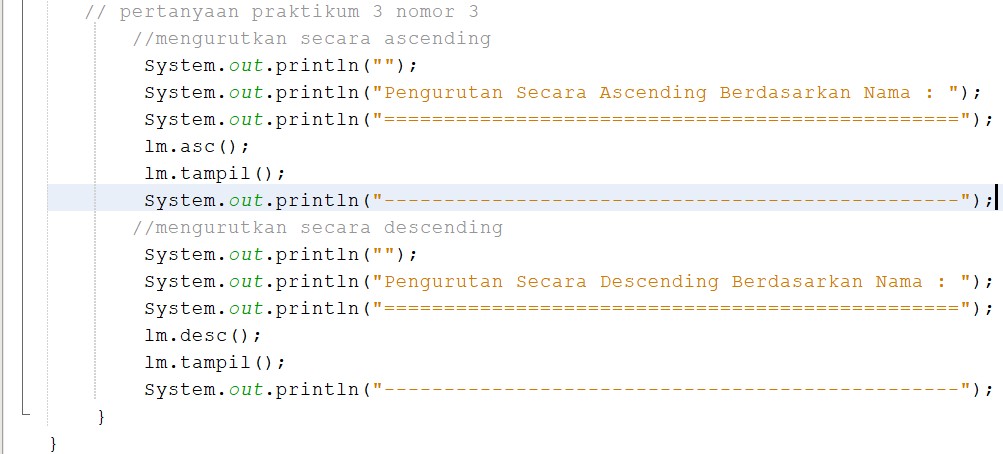 // pertanyaan praktikum 3 nomor 3
//mengurutkan secara ascending
System.out.println("");
System.out.println("Pengurutan Secara Ascending Berdasarkan Nama : ");
System.out.println("================================================");
lm.asc();
lm.tampil();
System.out.println("------------------------------------------------");
//mengurutkan secara descending
System.out.println("");
System.out.println("Pengurutan Secara Descending Berdasarkan Nama : ");
System.out.println("================================================");
lm.desc();
lm.tampil();
System.out.println("------------------------------------------------");
}
}